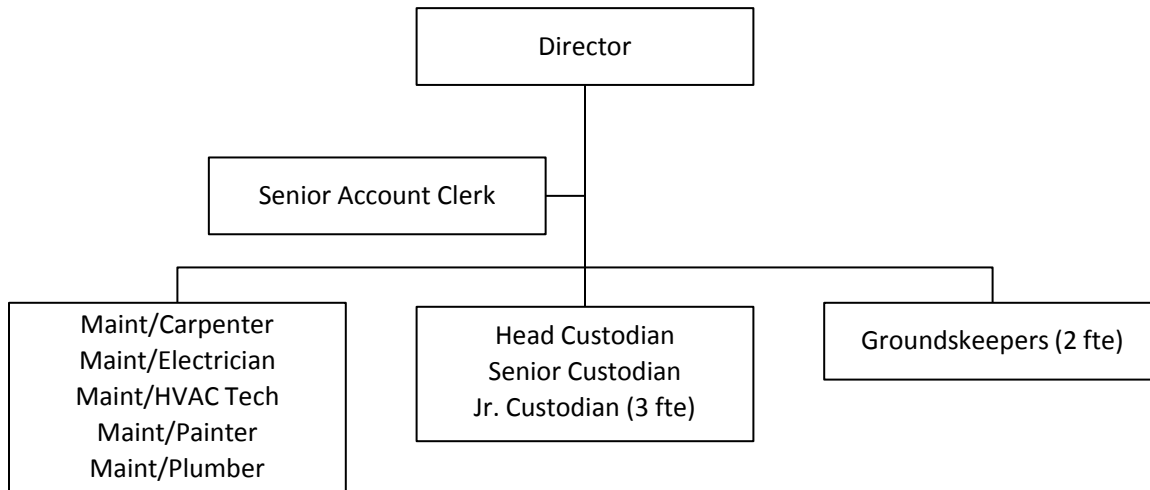 Director
Senior Account Clerk
Maint/Carpenter
Maint/Electrician
Maint/HVAC Tech
Maint/Painter
Maint/Plumber
Head Custodian
Senior Custodian
Jr. Custodian (3 fte)
Groundskeepers (2 fte)